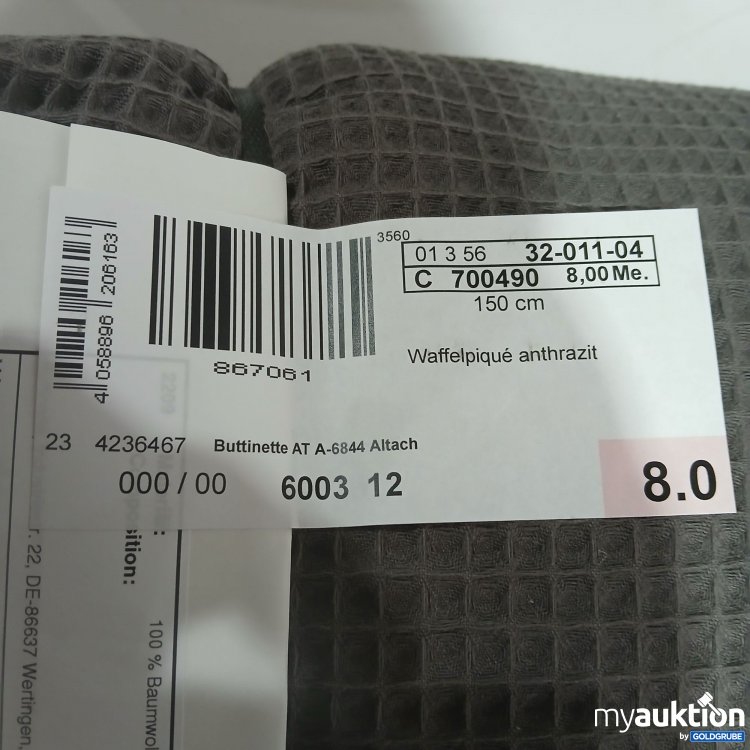 3560
01 3 56 32-011-04
C 700490 8,00 Me.
150 cm
Waffelpiqué anthrazit
4 058896 206163
867061
23 4236467 Buttinette AT A-6844 Altach
000 / 00 6003 12
8.0
22, DE-86637 Wertingen,
100 %
myauktion
by GOLDGRUBE